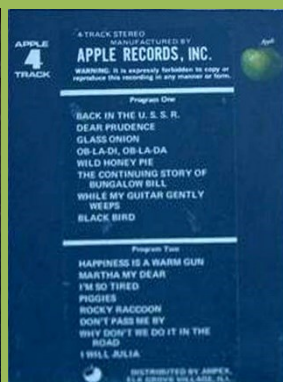 APPLE
4
TRACK
4-TRACK STEREO
MANUFACTURED BY
APPLE RECORDS, INC.
WARNING: It is expressly forbidden to copy or
reproduce this recording in any manner or form.
Apple
Program One
BACK IN THE U. S. S. R.
DEAR PRUDENCE
GLASS ONION
OB-LA-DI, OB-LA-DA
WILD HONEY PIE
THE CONTINUING STORY OF
BUNGALOW BILL
WHILE MY GUITAR GENTLY
WEEPS
BLACK BIRD
Program Two
HAPPINESS IS A WARM GUN
MARTHA MY DEAR
I'M SO TIRED
PIGGIES
ROCKY RACCOON
DON'T PASS ME BY
WHY DON'T WE DO IT IN THE
ROAD
I WILL JULIA
DISTRIBUTED BY AMPEX,
ELK GROVE VILLAGE, ILL.